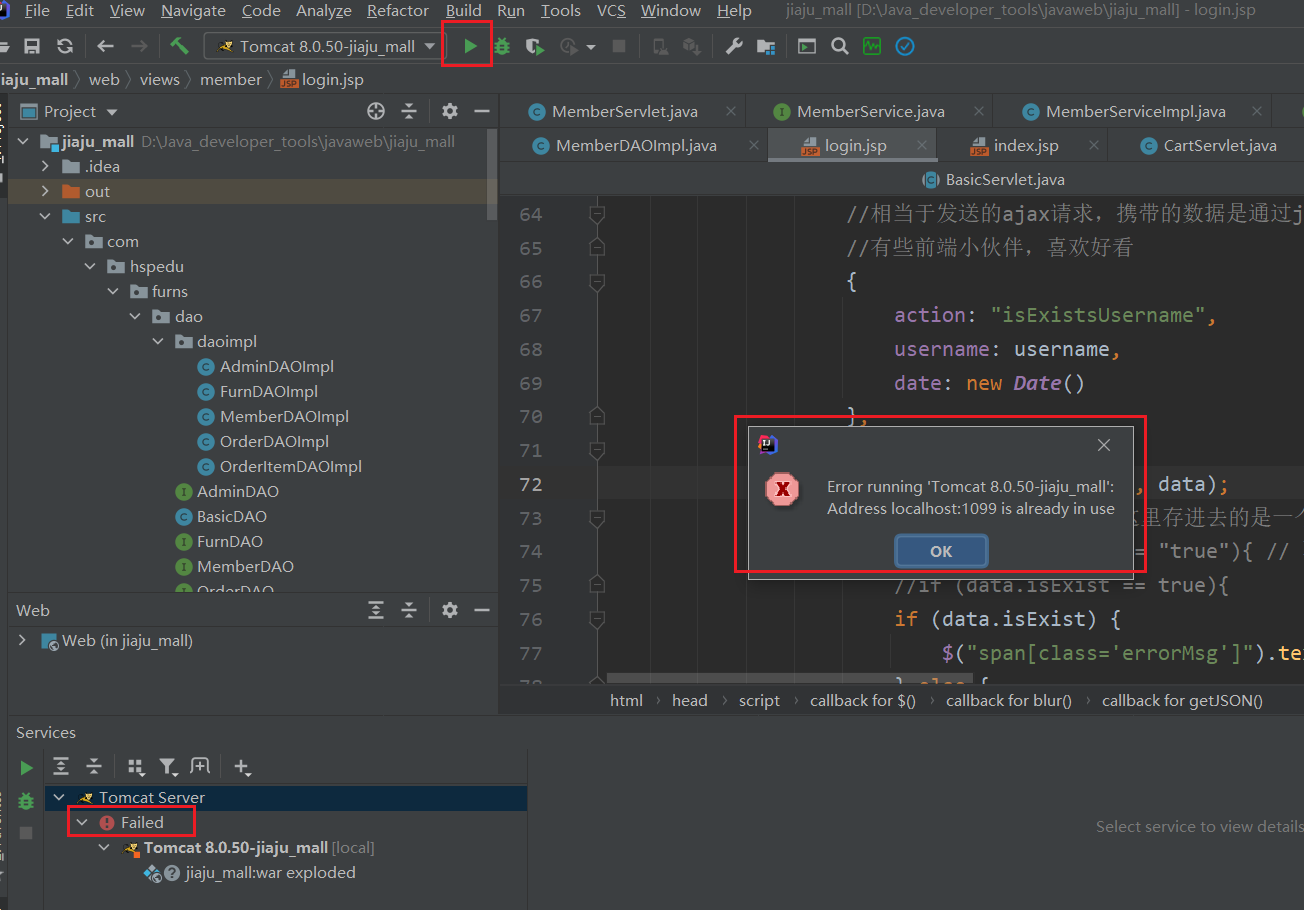 File Edit View Navigate Code Analyze Refactor Build Run Tools VCS Window Help jiaju_mall [D:\Java_developer_tools\javaweb\jiaju_mall] - login.jsp
Tomcat 8.0.50-jiaju_mall
iaju_mall web views member login.jsp
Project
MemberServlet.java MemberService.java MemberServiceImpl.java
MemberDAOImpl.java login.jsp index.jsp CartServlet.java
BasicServlet.java
jiaju_mall D:\Java_developer_tools\javaweb\jiaju_mall
.idea
out
src
com
hspedu
furns
dao
daoimpl
AdminDAOImpl
FurnDAOImpl
MemberDAOImpl
OrderDAOImpl
OrderItemDAOImpl
AdminDAO
BasicDAO
FurnDAO
MemberDAO
OrderDAO
64 //相当于发送的ajax请求，携带的数据是通过j
65 //有些前端小伙伴，喜欢好看
66 {
67 action: "isExistsUsername",
68 username: username,
69 date: new Date()
70 },
71
72 , data);
73 这里存进去的是一个
74 = "true"){ //
75 //if (data.isExist == true){
76 if (data.isExist) {
77 $("span[class='errorMsg']").tex
78 } else {
Error running 'Tomcat 8.0.50-jiaju_mall':
Address localhost:1099 is already in use
OK
html head script callback for $() callback for blur() callback for getJSON()
Web
Web (in jiaju_mall)
Services
Tomcat Server
Failed
Tomcat 8.0.50-jiaju_mall [local]
jiaju_mall:war exploded
Select service to view details